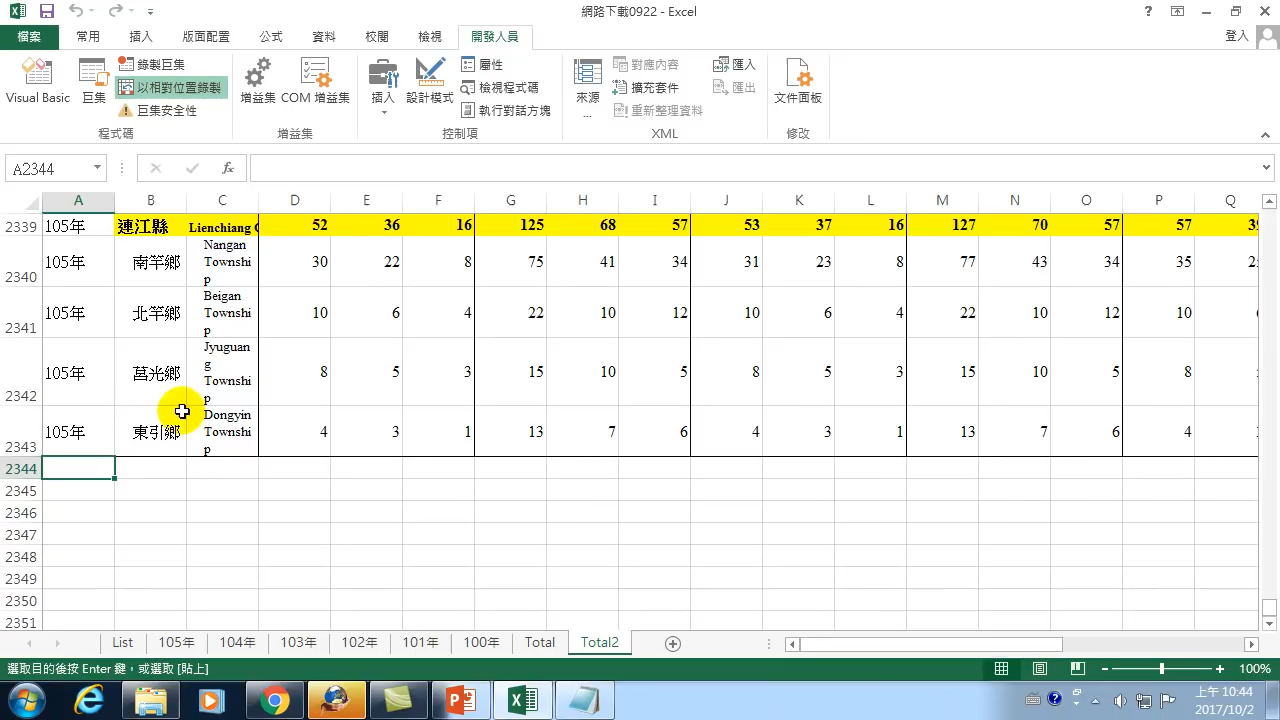 網路下載0922 - Excel
檔案 常用 插入 版面配置 公式 資料 校閱 檢視 開發人員 登入
Visual Basic 巨集 錄製巨集 以相對位置錄製 巨集安全性 程式碼
增益集 COM 增益集 增益集
插入 設計模式 屬性 檢視程式碼 執行對話方塊 控制項
來源 ... 對應內容 擴充套件 重新整理資料 匯入 匯出 XML
文件面板 修改
A2344 fx
A B C D E F G H I J K L M N O P Q
2339 105年 連江縣 Lienchiang 52 36 16 125 68 57 53 37 16 127 70 57 57
2340 105年 南竿鄉 Nangan Townshi p 30 22 8 75 41 34 31 23 8 77 43 34 35
2341 105年 北竿鄉 Beigan Townshi p 10 6 4 22 10 12 10 6 4 22 10 12 10
2342 105年 莒光鄉 Jyuguan g Townshi p 8 5 3 15 10 5 8 5 3 15 10 5 8
2343 105年 東引鄉 Dongyin Townshi p 4 3 1 13 7 6 4 3 1 13 7 6 4
2344
2345
2346
2347
2348
2349
2350
2351
List 105年 104年 103年 102年 101年 100年 Total Total2
選取目的後按 Enter 鍵，或選取 [貼上] 100%
上午 10:44
2017/10/2